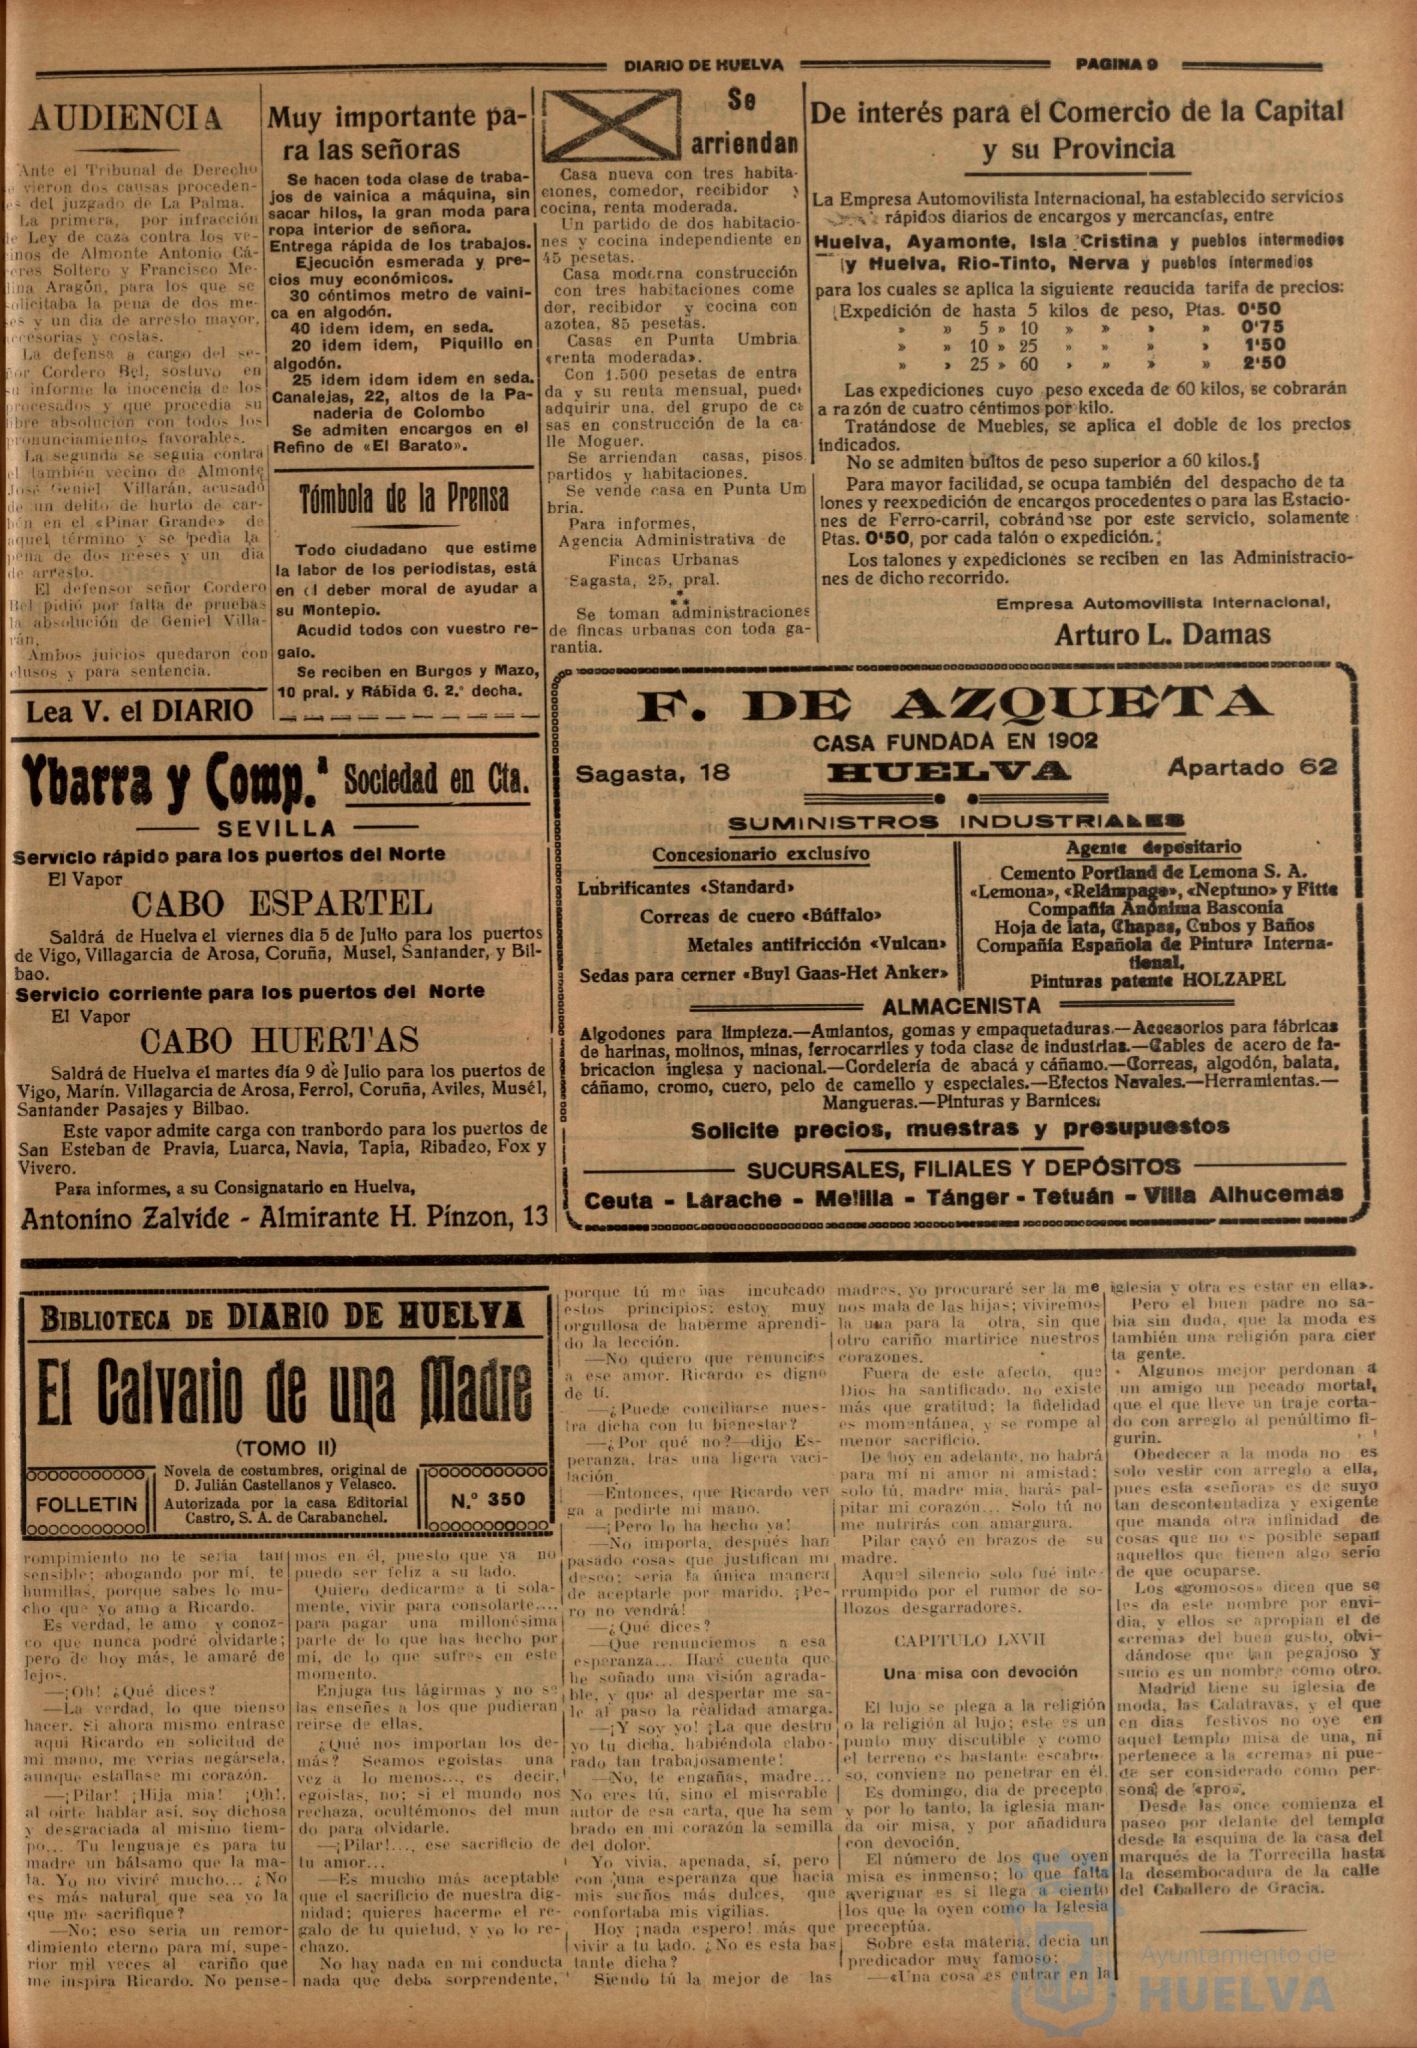 DIARIO DE HUELVA
PAGINA 9
AUDIENCIA
Ante el Tribunal de Derecho
vieron dos causas proceden-
del juzgado de La Palma.
La primera, por infracción
Ley de caza contra los ve-
cinos de Almonte Antonio Cá-
ceres Soltero y Francisco Me-
dina Aragón, para los que se
solicitaba la pena de dos me-
ses y un dia de arresto mayor,
accesorias y costas.
La defensa a cargo del se-
ñor Cordero Bel, sostuvo en
su informe la inocencia de los
procesados y que procedia su
libre absolución con todos los
pronunciamientos favorables.
La segunda se seguia contra
el también vecino de Almonte,
José Geniel Villarán, acusado
de un delito de hurto de car-
bón en el «Pinar Grande» de
aquel término y se pedia la
pena de dos meses y un dia
de arresto.
El defensor señor Cordero
Bel pidió por falta de pruebas
la absolución de Geniel Villa-
rán,
Ambos juicios quedaron con
clusos y para sentencia.
Lea V. el DIARIO
Muy importante pa-
ra las señoras
Se hacen toda clase de traba-
jos de vainica a máquina, sin
sacar hilos, la gran moda para
ropa interior de señora.
Entrega rápida de los trabajos.
Ejecución esmerada y pre-
cios muy económicos.
30 céntimos metro de vaini-
ca en algodón.
40 idem idem, en seda.
20 idem idem, Piquillo en
algodón.
25 idem idem idem en seda.
Canalejas, 22, altos de la Pa-
naderia de Colombo
Se admiten encargos en el
Refino de «El Barato».
Tómbola de la Prensa
Todo ciudadano que estime
la labor de los periodistas, está
en el deber moral de ayudar a
su Montepio.
Acudid todos con vuestro re-
galo.
Se reciben en Burgos y Mazo,
10 pral. y Rábida 6. 2.ª decha.
Se
arriendan
Casa nueva con tres habita-
ciones, comedor, recibidor y
cocina, renta moderada.
Un partido de dos habitacio-
nes y cocina independiente en
45 pesetas.
Casa moderna construcción
con tres habitaciones come
dor, recibidor y cocina con
azotea, 85 pesetas.
Casas en Punta Umbria
«renta moderada».
Con 1.500 pesetas de entra
da y su renta mensual, pued
adquirir una, del grupo de ca
sas en construcción de la ca
lle Moguer.
Se arriendan casas, pisos
partidos y habitaciones.
Se vende casa en Punta Um
bria.
Para informes,
Agencia Administrativa de
Fincas Urbanas
Sagasta, 25, pral.
* * *
Se toman administraciones
de fincas urbanas con toda ga-
rantia.
De interés para el Comercio de la Capital
y su Provincia
La Empresa Automovilista Internacional, ha establecido servicios
rápidos diarios de encargos y mercancías, entre
Huelva, Ayamonte, Isla Cristina y pueblos intermedios
y Huelva, Rio-Tinto, Nerva y pueblos intermedios
para los cuales se aplica la siguiente reducida tarifa de precios:
Expedición de hasta 5 kilos de peso, Ptas. 0'50
» » 5 » 10 » » » » 0'75
» » 10 » 25 » » » » 1'50
» » 25 » 60 » » » » 2'50
Las expediciones cuyo peso exceda de 60 kilos, se cobrarán
a razón de cuatro céntimos por kilo.
Tratándose de Muebles, se aplica el doble de los precios
indicados.
No se admiten bultos de peso superior a 60 kilos.
Para mayor facilidad, se ocupa también del despacho de ta
lones y reexpedición de encargos procedentes o para las Estacio-
nes de Ferro-carril, cobrándose por este servicio, solamente
Ptas. 0'50, por cada talón o expedición.
Los talones y expediciones se reciben en las Administracio-
nes de dicho recorrido.
Empresa Automovilista Internacional,
Arturo L. Damas
Ybarra y Comp.ª Sociedad en Cta.
SEVILLA
Servicio rápido para los puertos del Norte
El Vapor
CABO ESPARTEL
Saldrá de Huelva el viernes dia 5 de Julio para los puertos
de Vigo, Villagarcia de Arosa, Coruña, Musel, Santander, y Bil-
bao.
Servicio corriente para los puertos del Norte
El Vapor
CABO HUERTAS
Saldrá de Huelva el martes día 9 de Julio para los puertos de
Vigo, Marín. Villagarcia de Arosa, Ferrol, Coruña, Aviles, Musél,
Santander Pasajes y Bilbao.
Este vapor admite carga con tranbordo para los puertos de
San Esteban de Pravia, Luarca, Navia, Tapia, Ribadeo, Fox y
Vivero.
Para informes, a su Consignatario en Huelva,
Antonino Zalvide - Almirante H. Pinzon, 13
F. DE AZQUETA
CASA FUNDADA EN 1902
Sagasta, 18 HUELVA Apartado 62
SUMINISTROS INDUSTRIALES
Concesionario exclusivo
Lubrificantes «Standard»
Correas de cuero «Búffalo»
Metales antifricción «Vulcan»
Sedas para cerner «Buyl Gaas-Het Anker»
Agente depositario
Cemento Portland de Lemona S. A.
«Lemona», «Relámpago», «Neptuno» y Fitte
Compañia Anónima Basconia
Hoja de lata, Chapas, Cubos y Baños
Compañia Española de Pintura Interna-
tional.
Pinturas patente HOLZAPEL
ALMACENISTA
Algodones para limpieza.—Amiantos, gomas y empaquetaduras.—Accesorios para fábricas
de harinas, molinos, minas, ferrocarriles y toda clase de industrias.—Cables de acero de fa-
bricacion inglesa y nacional.—Cordelería de abacá y cáñamo.—Correas, algodón, balata,
cáñamo, cromo, cuero, pelo de camello y especiales.—Efectos Navales.—Herramientas.—
Mangueras.—Pinturas y Barnices.
Solicite precios, muestras y presupuestos
SUCURSALES, FILIALES Y DEPÓSITOS
Ceuta - Larache - Melilla - Tánger - Tetuán - Villa Alhucemas
BIBLIOTECA DE DIARIO DE HUELVA
El Calvario de una Madre
(TOMO II)
FOLLETIN
Novela de costumbres, original de
D. Julián Castellanos y Velasco.
Autorizada por la casa Editorial
Castro, S. A. de Carabanchel.
N.º 350
rompimiento no te seria tan
sensible; abogando por mí, te
humillas, porque sabes lo mu-
cho que yo amo a Ricardo.
Es verdad, le amo y conoz-
co que nunca podré olvidarte;
pero de hoy más, le amaré de
lejos.
—¡Oh! ¿Qué dices?
—La verdad, lo que pienso
hacer. Si ahora mismo entrase
aqui Ricardo en solicitud de
mi mano, me verias negársela,
aunque estallase mi corazón.
—¡Pilar! ¡Hija mia! ¡Oh!,
al oirte hablar así, soy dichosa
y desgraciada al mismo tiem-
po... Tu lenguaje es para tu
madre un bálsamo que la ma-
ta. Yo no viviré mucho... ¿No
es más natural que sea yo la
que me sacrifique?
—No; eso seria un remor-
dimiento eterno para mí, supe-
rior mil veces al cariño que
me inspira Ricardo. No pense-
mos en él, puesto que ya no
puedo ser feliz a su lado.
Quiero dedicarme a ti sola-
mente, vivir para consolarte....
para pagar una millonésima
parte de lo que has hecho por
mí, de lo que sufres en este
momento.
Enjuga tus lágirmas y no se
las enseñes a los que pudieran
reirse de ellas.
¿Qué nos importan los de-
más? Seamos egoistas una
vez a lo menos..., es decir,
egoistas, no; si el mundo nos
rechaza, ocultémonos del mun
do para olvidarle.
—¡Pilar!..., ese sacrificio de
tu amor...
—Es mucho más aceptable
que el sacrificio de nuestra dig-
nidad; quieres hacerme el re-
galo de tu quietud, y yo lo re-
chazo.
No hay nada en mi conducta
nada que deba sorprenderte,
porque tú me has inculcado
estos principios; estoy muy
orgullosa de haberme aprendi-
do la lección.
—No quiero que renuncies
a ese amor. Ricardo es digno
de tí.
—¿Puede conciliarse nues-
tra dicha con tu bienestar?
—¿Por qué no?—dijo Es-
peranza, tras una ligera vaci-
lación.
—Entonces, que Ricardo ven
ga a pedirte mi mano.
—¡Pero lo ha hecho ya!
—No importa, después han
pasado cosas que justifican mi
deseo; seria la única manera
de aceptarle por marido. ¡Pe-
ro no vendrá!
—¿Qué dices?
—Que renunciemos a esa
esperanza... Haré cuenta que
he soñado una visión agrada-
ble, y que al despertar me sa-
le al paso la realidad amarga.
—¡Y soy yo! ¡La que destru
yo tu dicha, habiéndola elabo-
rado tan trabajosamente!
—No, te engañas, madre...
No eres tú, sino el miserable
autor de esa carta, que ha sem
brado en mi corazón la semilla
del dolor.
Yo vivia, apenada, sí, pero
con una esperanza que hacia
mis sueños más dulces, que
confortaba mis vigilias.
Hoy ¡nada espero! más que
vivir a tu lado. ¿No es esta bas
tante dicha?
Siendo tú la mejor de las
madres, yo procuraré ser la me
nos mala de las hijas; viviremos
la una para la otra, sin que
otro cariño martirice nuestros
corazones.
Fuera de este afecto, que
Dios ha santificado, no existe
más que gratitud; la fidelidad
es momentánea, y se rompe al
menor sacrificio.
De hoy en adelante, no habrá
para mí ni amor ni amistad;
solo tú, madre mia, harás pal-
pitar mi corazón... Solo tú no
me nutrirás con amargura.
Pilar cayó en brazos de su
madre.
Aquel silencio solo fué inte-
rrumpido por el rumor de so-
llozos desgarradores.
CAPITULO LXVII
Una misa con devoción
El lujo se plega a la religión
o la religión al lujo; este es un
punto muy discutible y como
el terreno es bastante escabro-
so, conviene no penetrar en él.
Es domingo, dia de precepto
y por lo tanto, la iglesia man-
da oir misa, y por añadidura
con devoción.
El número de los que oyen
misa es inmenso; lo que falta
averiguar es si llega a ciento
los que la oyen como la Iglesia
preceptúa.
Sobre esta materia, decia un
predicador muy famoso:
—«Una cosa es entrar en la
iglesia y otra es estar en ella».
Pero el buen padre no sa-
bia sin duda, que la moda es
también una religión para cier
ta gente.
Algunos mejor perdonan a
un amigo un pecado mortal,
que el que lleve un traje corta-
do con arreglo al penúltimo fi-
gurin.
Obedecer a la moda no es
solo vestir con arreglo a ella,
pues esta «señora» es de suyo
tan descontentadiza y exigente
que manda otra infinidad de
cosas que no es posible sepan
aquellos que tienen algo serio
de que ocuparse.
Los «gomosos» dicen que se
les da este nombre por envi-
dia, y ellos se apropian el de
«crema» del buen gusto, olvi-
dándose que tan pegajoso y
sucio es un nombre como otro.
Madrid tiene su iglesia de
moda, las Calatravas, y el que
en dias festivos no oye en
aquel templo misa de una, ni
pertenece a la «crema» ni pue-
de ser considerado como per-
sona, de «pro».
Desde las once comienza el
paseo por delante del templo
desde la esquina de la casa del
marqués de la Torrecilla hasta
la desembocadura de la calle
del Caballero de Gracia.
Ayuntamiento de
HUELVA